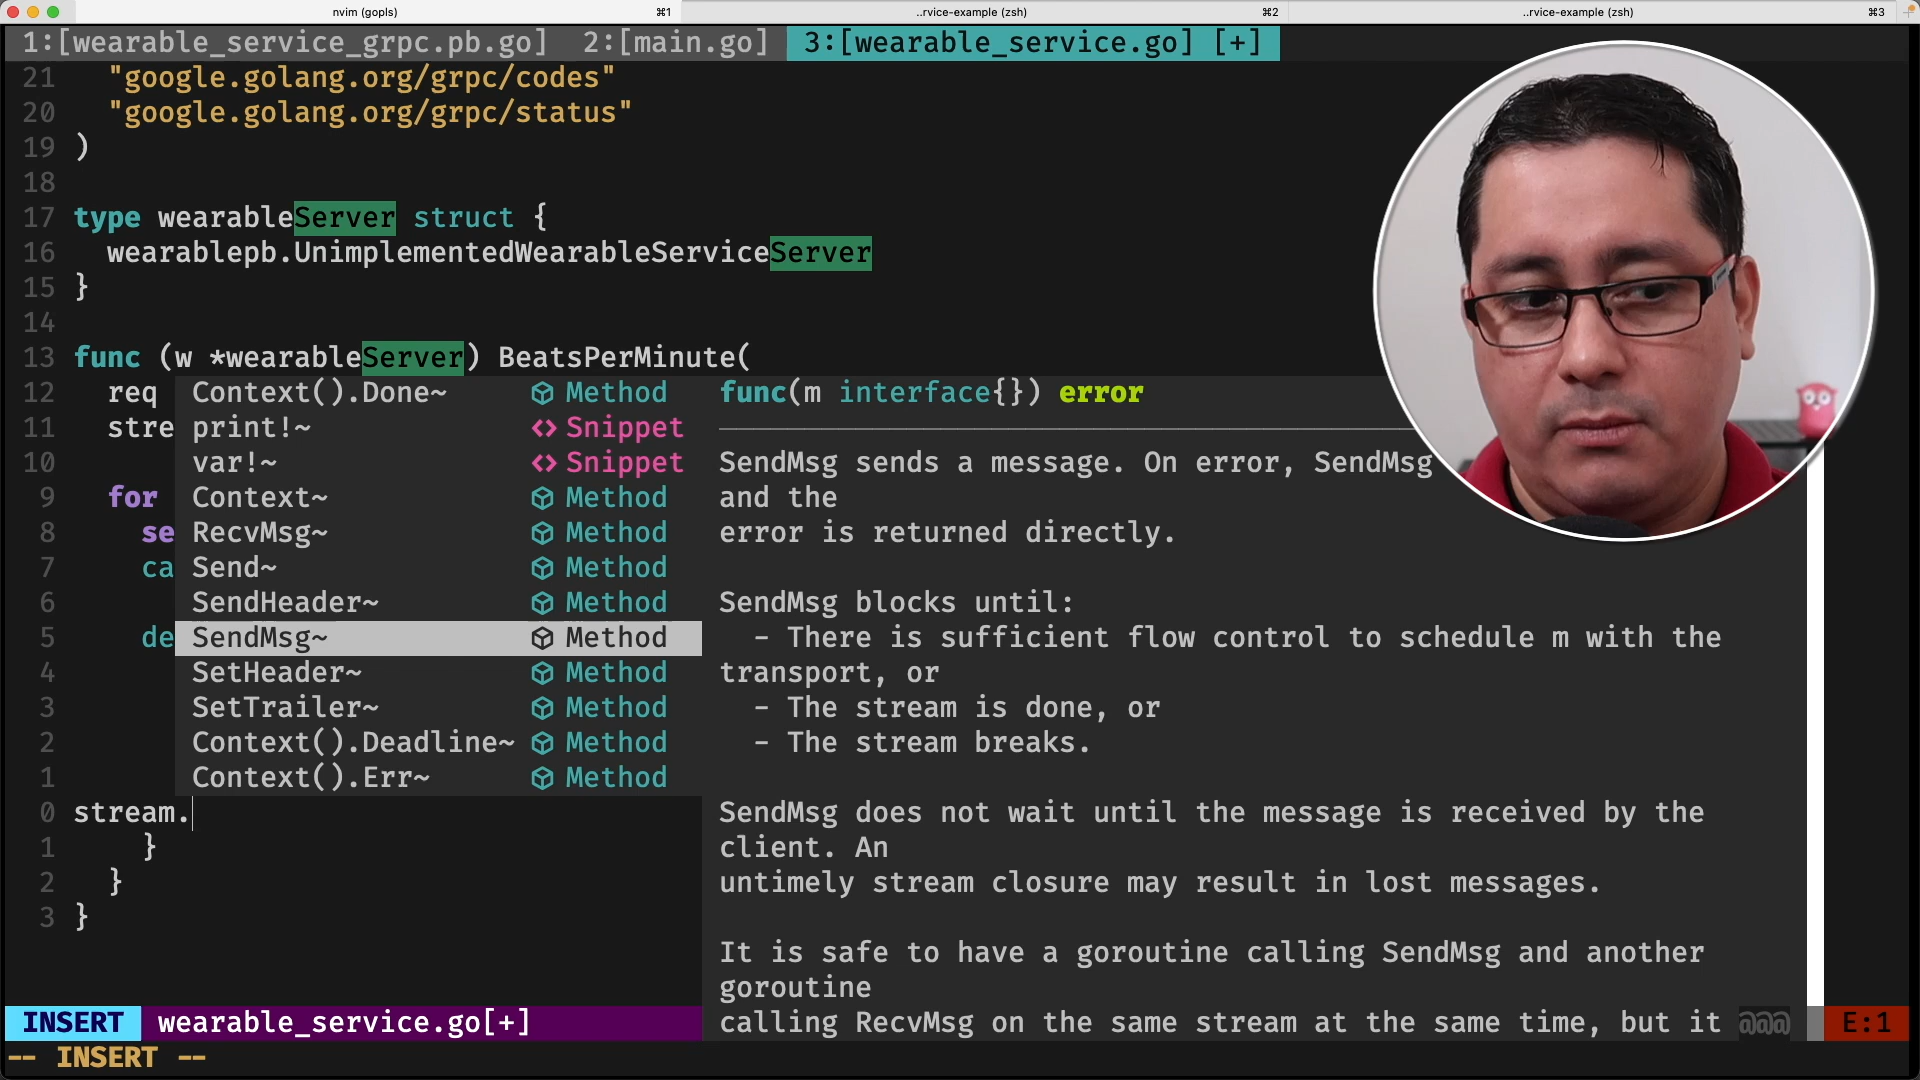 nvim (gopls)
⌘1
..rvice-example (zsh)
⌘2
..rvice-example (zsh)
⌘3
1:[wearable_service_grpc.pb.go] 2:[main.go] 3:[wearable_service.go] [+]
21 "google.golang.org/grpc/codes"
20 "google.golang.org/grpc/status"
19 )
18
17 type wearableServer struct {
16 wearablepb.UnimplementedWearableServiceServer
15 }
14
13 func (w *wearableServer) BeatsPerMinute(
12 req Context().Done~ Method func(m interface{}) error
11 stre print!~ <> Snippet
10 var!~ <> Snippet SendMsg sends a message. On error, SendMsg
9 for Context~ Method and the
8 se RecvMsg~ Method error is returned directly.
7 ca Send~ Method
6 SendHeader~ Method SendMsg blocks until:
5 de SendMsg~ Method - There is sufficient flow control to schedule m with the
4 SetHeader~ Method transport, or
3 SetTrailer~ Method - The stream is done, or
2 Context().Deadline~ Method - The stream breaks.
1 Context().Err~ Method
0 stream. SendMsg does not wait until the message is received by the
1 } client. An
2 } untimely stream closure may result in lost messages.
3 }
It is safe to have a goroutine calling SendMsg and another
goroutine
INSERT wearable_service.go[+] calling RecvMsg on the same stream at the same time, but it @@@ E:1
-- INSERT --